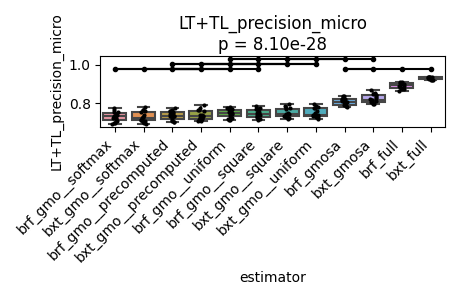 LT+TL_precision_micro
p = 8.10e-28
LT+TL_precision_micro
1.0
0.8
brf_gmo__softmax
bxt_gmo__softmax
brf_gmo__precomputed
bxt_gmo__precomputed
brf_gmo__uniform
brf_gmo__square
bxt_gmo__square
bxt_gmo__uniform
brf_gmosa
bxt_gmosa
brf_full
bxt_full
estimator